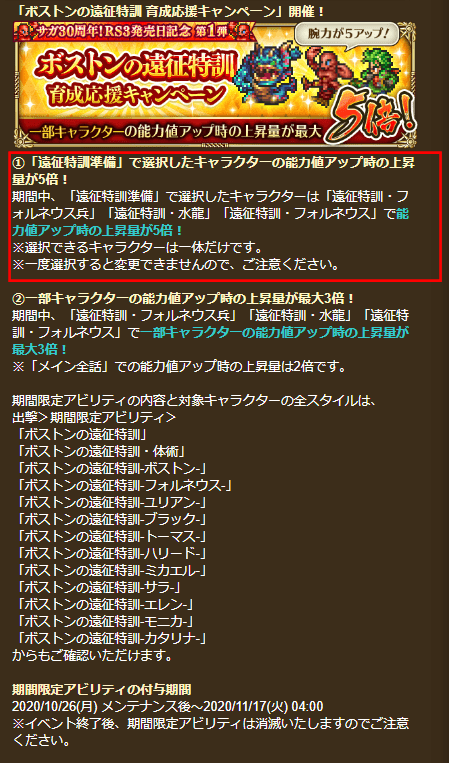 「ボストンの遠征特訓 育成応援キャンペーン」開催！
サガ30周年！RS3発売日記念 第1弾
腕力が5アップ！
ボストンの遠征特訓
育成応援キャンペーン
一部キャラクターの能力値アップ時の上昇量が最大
5倍！
①「遠征特訓準備」で選択したキャラクターの能力値アップ時の上昇
量が5倍！
期間中、「遠征特訓準備」で選択したキャラクターは「遠征特訓・フ
ォルネウス兵」「遠征特訓・水龍」「遠征特訓・フォルネウス」で能
力値アップ時の上昇量が5倍！
※選択できるキャラクターは一体だけです。
※一度選択すると変更できませんので、ご注意ください。
②一部キャラクターの能力値アップ時の上昇量が最大3倍！
期間中、「遠征特訓・フォルネウス兵」「遠征特訓・水龍」「遠征特
訓・フォルネウス」で一部キャラクターの能力値アップ時の上昇量が
最大3倍！
※「メイン全話」での能力値アップ時の上昇量は2倍です。
期間限定アビリティの内容と対象キャラクターの全スタイルは、
出撃＞期間限定アビリティ＞
「ボストンの遠征特訓」
「ボストンの遠征特訓・体術」
「ボストンの遠征特訓-ボストン-」
「ボストンの遠征特訓-フォルネウス-」
「ボストンの遠征特訓-ユリアン-」
「ボストンの遠征特訓-ブラック-」
「ボストンの遠征特訓-トーマス-」
「ボストンの遠征特訓-ハリード-」
「ボストンの遠征特訓-ミカエル-」
「ボストンの遠征特訓-サラ-」
「ボストンの遠征特訓-エレン-」
「ボストンの遠征特訓-モニカ-」
「ボストンの遠征特訓-カタリナ-」
からもご確認いただけます。
期間限定アビリティの付与期間
2020/10/26(月) メンテナンス後～2020/11/17(火) 04:00
※イベント終了後、期間限定アビリティは消滅いたしますのでご注意
ください。